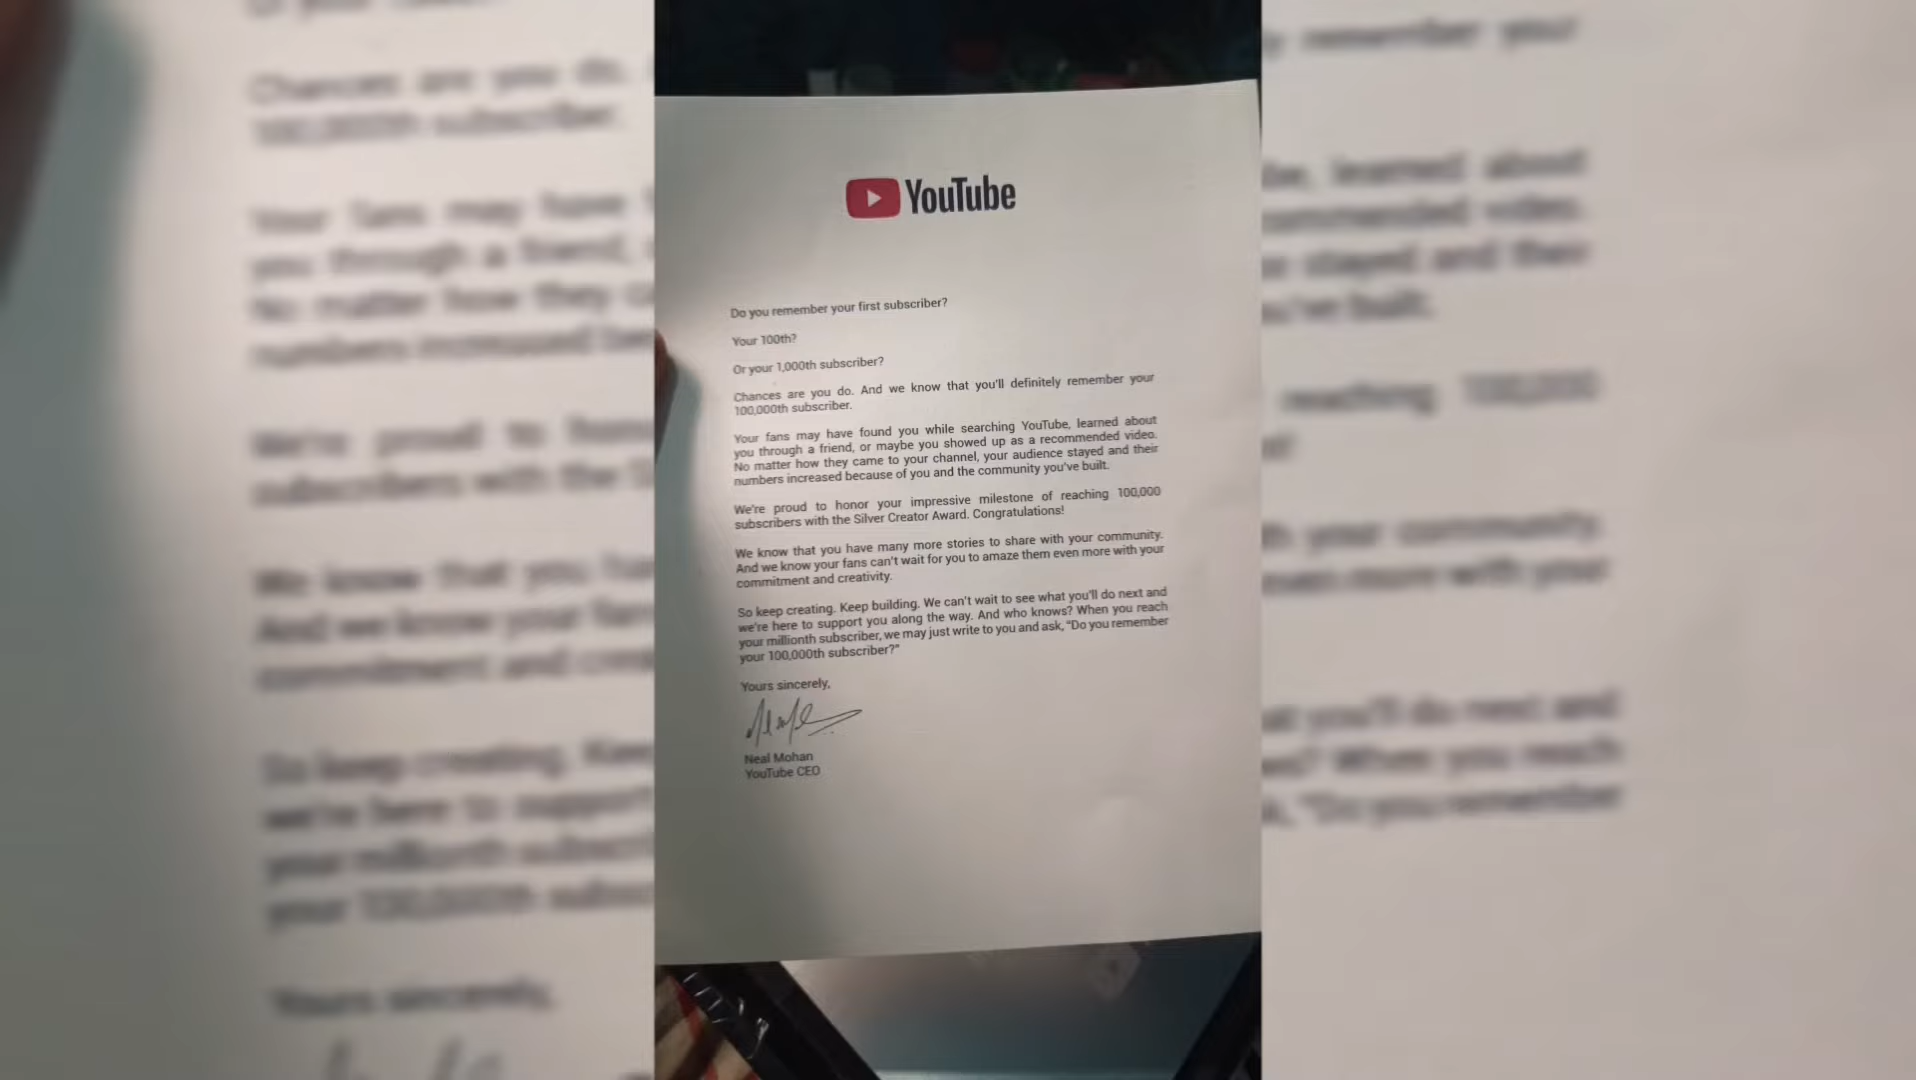 YouTube
Do you remember your first subscriber?
Your 100th?
Or your 1,000th subscriber?
Chances are you do. And we know that you'll definitely remember your
100,000th subscriber.
Your fans may have found you while searching YouTube, learned about
you through a friend, or maybe you showed up as a recommended video.
No matter how they came to your channel, your audience stayed and their
numbers increased because of you and the community you've built.
We're proud to honor your impressive milestone of reaching 100,000
subscribers with the Silver Creator Award. Congratulations!
We know that you have many more stories to share with your community.
And we know your fans can't wait for you to amaze them even more with your
commitment and creativity.
So keep creating. Keep building. We can't wait to see what you'll do next and
we're here to support you along the way. And who knows? When you reach
your millionth subscriber, we may just write to you and ask, “Do you remember
your 100,000th subscriber?”
Yours sincerely,
Neal Mohan
YouTube CEO